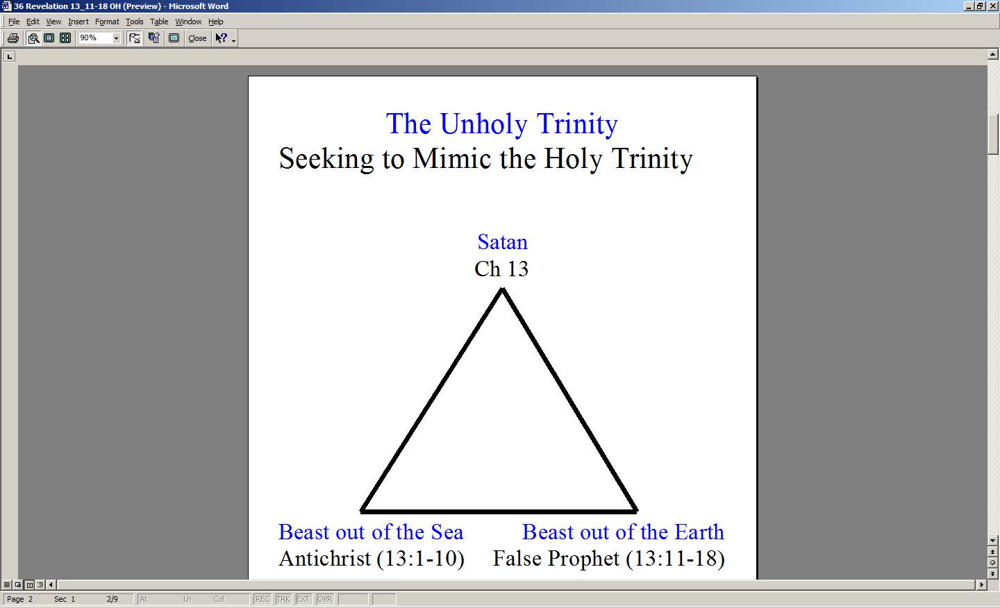 36 Revelation 13_11-18 OH (Preview) - Microsoft Word
File Edit View Insert Format Tools Table Window Help
90% Close
The Unholy Trinity
Seeking to Mimic the Holy Trinity
Satan
Ch 13
Beast out of the Sea Beast out of the Earth
Antichrist (13:1-10) False Prophet (13:11-18)
Page 2 Sec 1 2/9 At Ln Col REC TRK EXT OVR